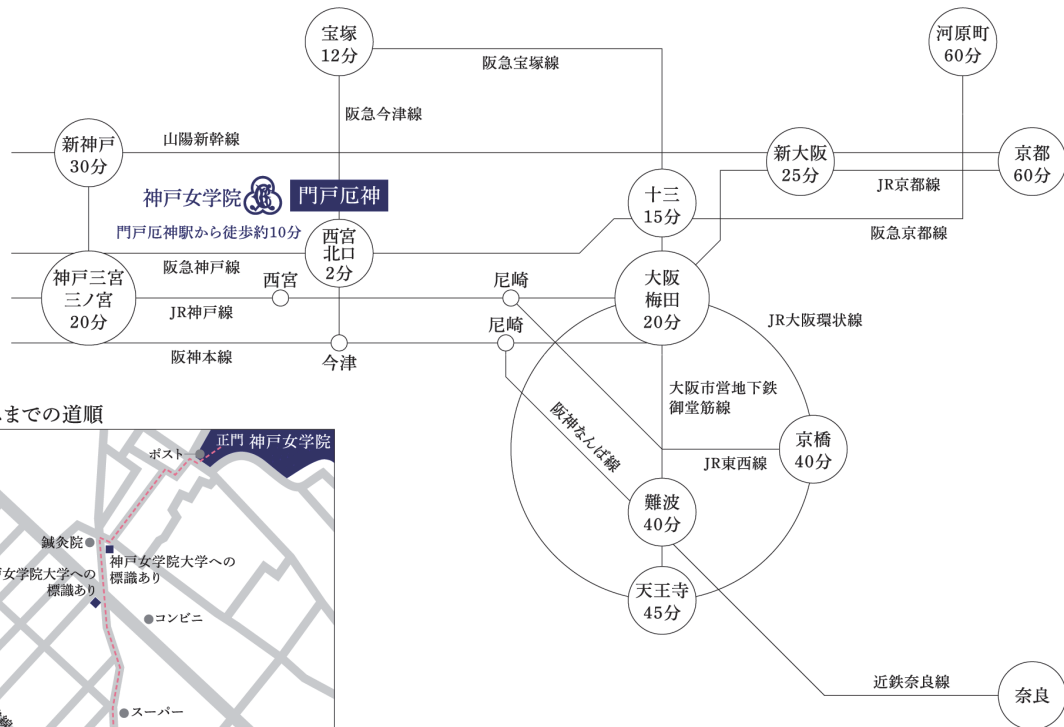 宝塚
12分
河原町
60分
阪急宝塚線
阪急今津線
新神戸
30分
山陽新幹線
新大阪
25分
京都
60分
JR京都線
神戸女学院
門戸厄神
十三
15分
門戸厄神駅から徒歩約10分
阪急京都線
西宮
北口
2分
阪急神戸線
神戸三宮
三ノ宮
20分
西宮
尼崎
大阪
梅田
20分
JR神戸線
JR大阪環状線
尼崎
阪神本線
今津
大阪市営地下鉄
御堂筋線
までの道順
阪神なんば線
京橋
40分
JR東西線
正門 神戸女学院
ポスト
難波
40分
鍼灸院
神戸女学院大学への
標識あり
女学院大学への
標識あり
天王寺
45分
コンビニ
近鉄奈良線
奈良
スーパー